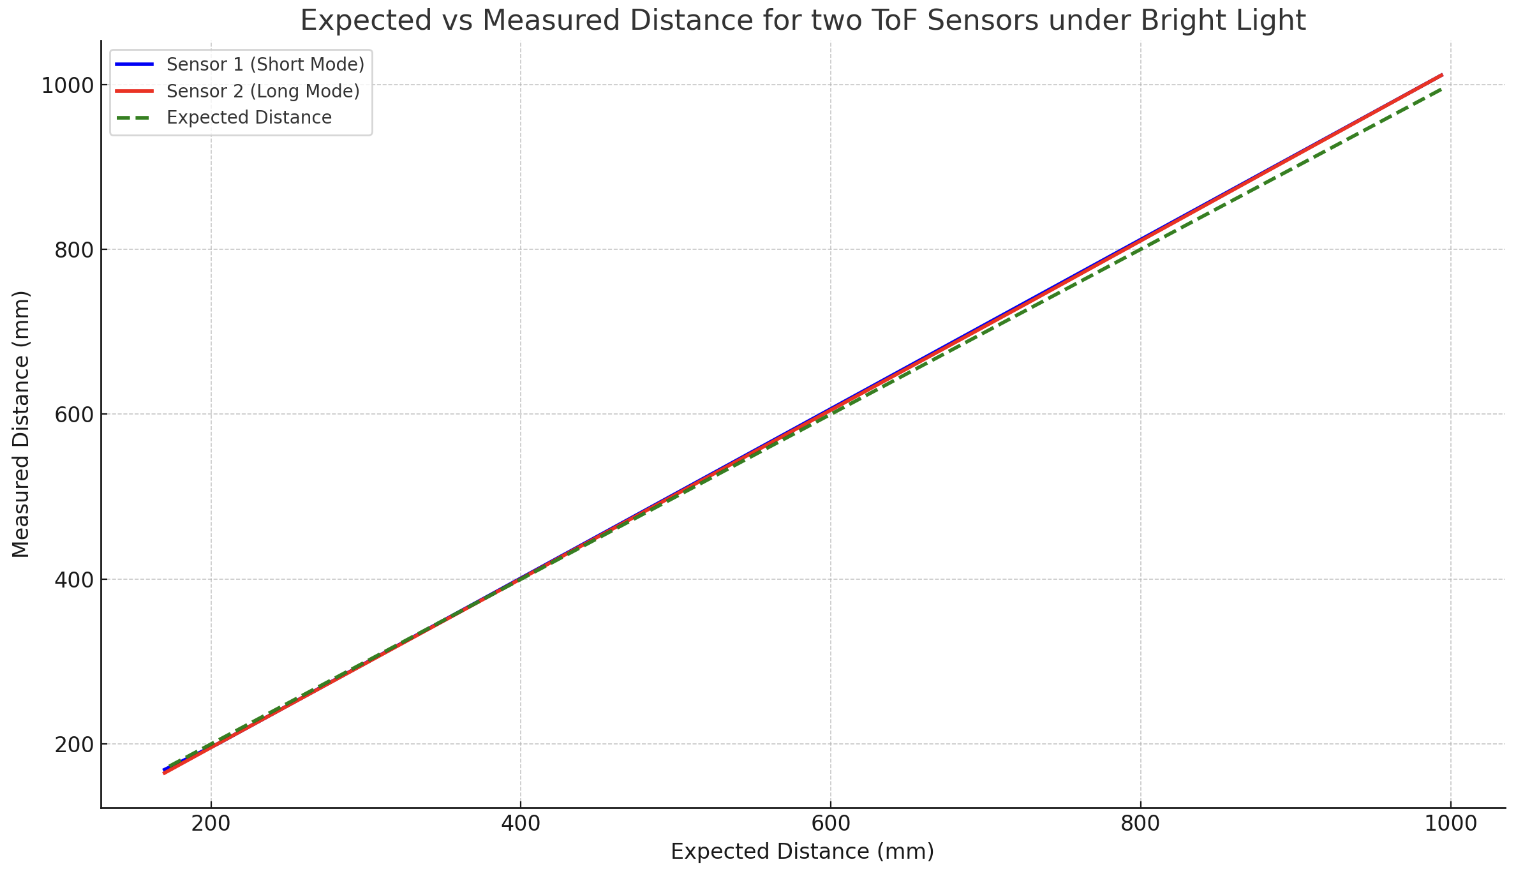 Expected vs Measured Distance for two ToF Sensors under Bright Light
Sensor 1 (Short Mode)
Sensor 2 (Long Mode)
Expected Distance
Measured Distance (mm)
1000
800
600
400
200
200 400 600 800 1000
Expected Distance (mm)